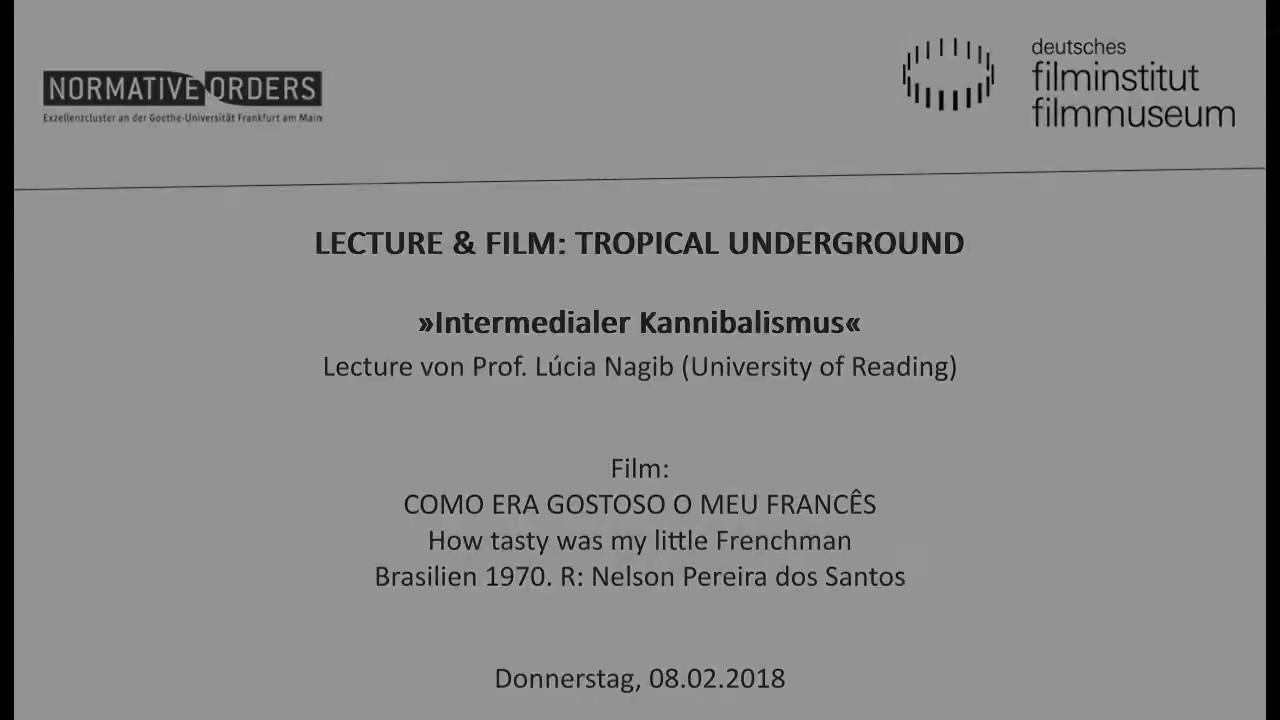 NORMATIVE ORDERS
Exzellenzcluster an der Goethe-Universität Frankfurt am Main
deutsches
filminstitut
filmmuseum
LECTURE & FILM: TROPICAL UNDERGROUND
»Intermedialer Kannibalismus«
Lecture von Prof. Lúcia Nagib (University of Reading)
Film:
COMO ERA GOSTOSO O MEU FRANCÊS
How tasty was my little Frenchman
Brasilien 1970. R: Nelson Pereira dos Santos
Donnerstag, 08.02.2018